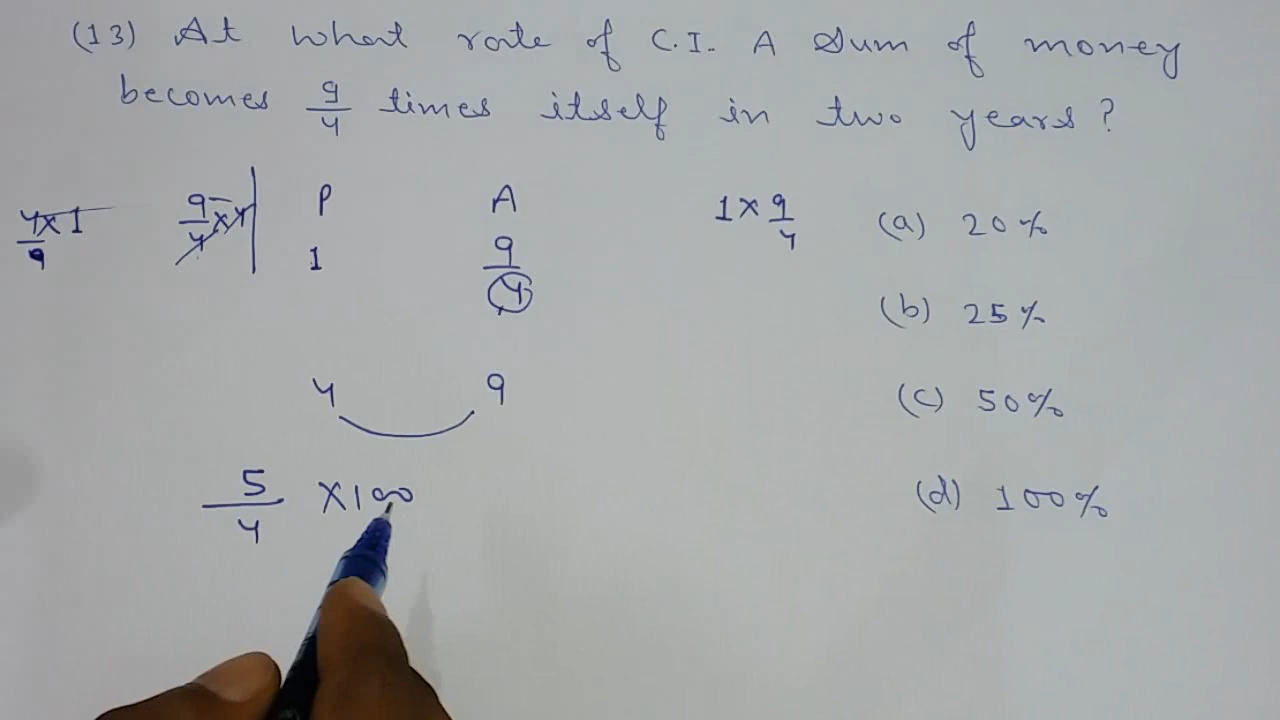 (13) At what rate of C.I. A Sum of money
becomes 9/4 times itself in two years?
4×1/9 9/4×4 P A 1×9/4 (a) 20%
1 9/4
(b) 25%
4 9 (c) 50%
5/4 ×100 (d) 100%